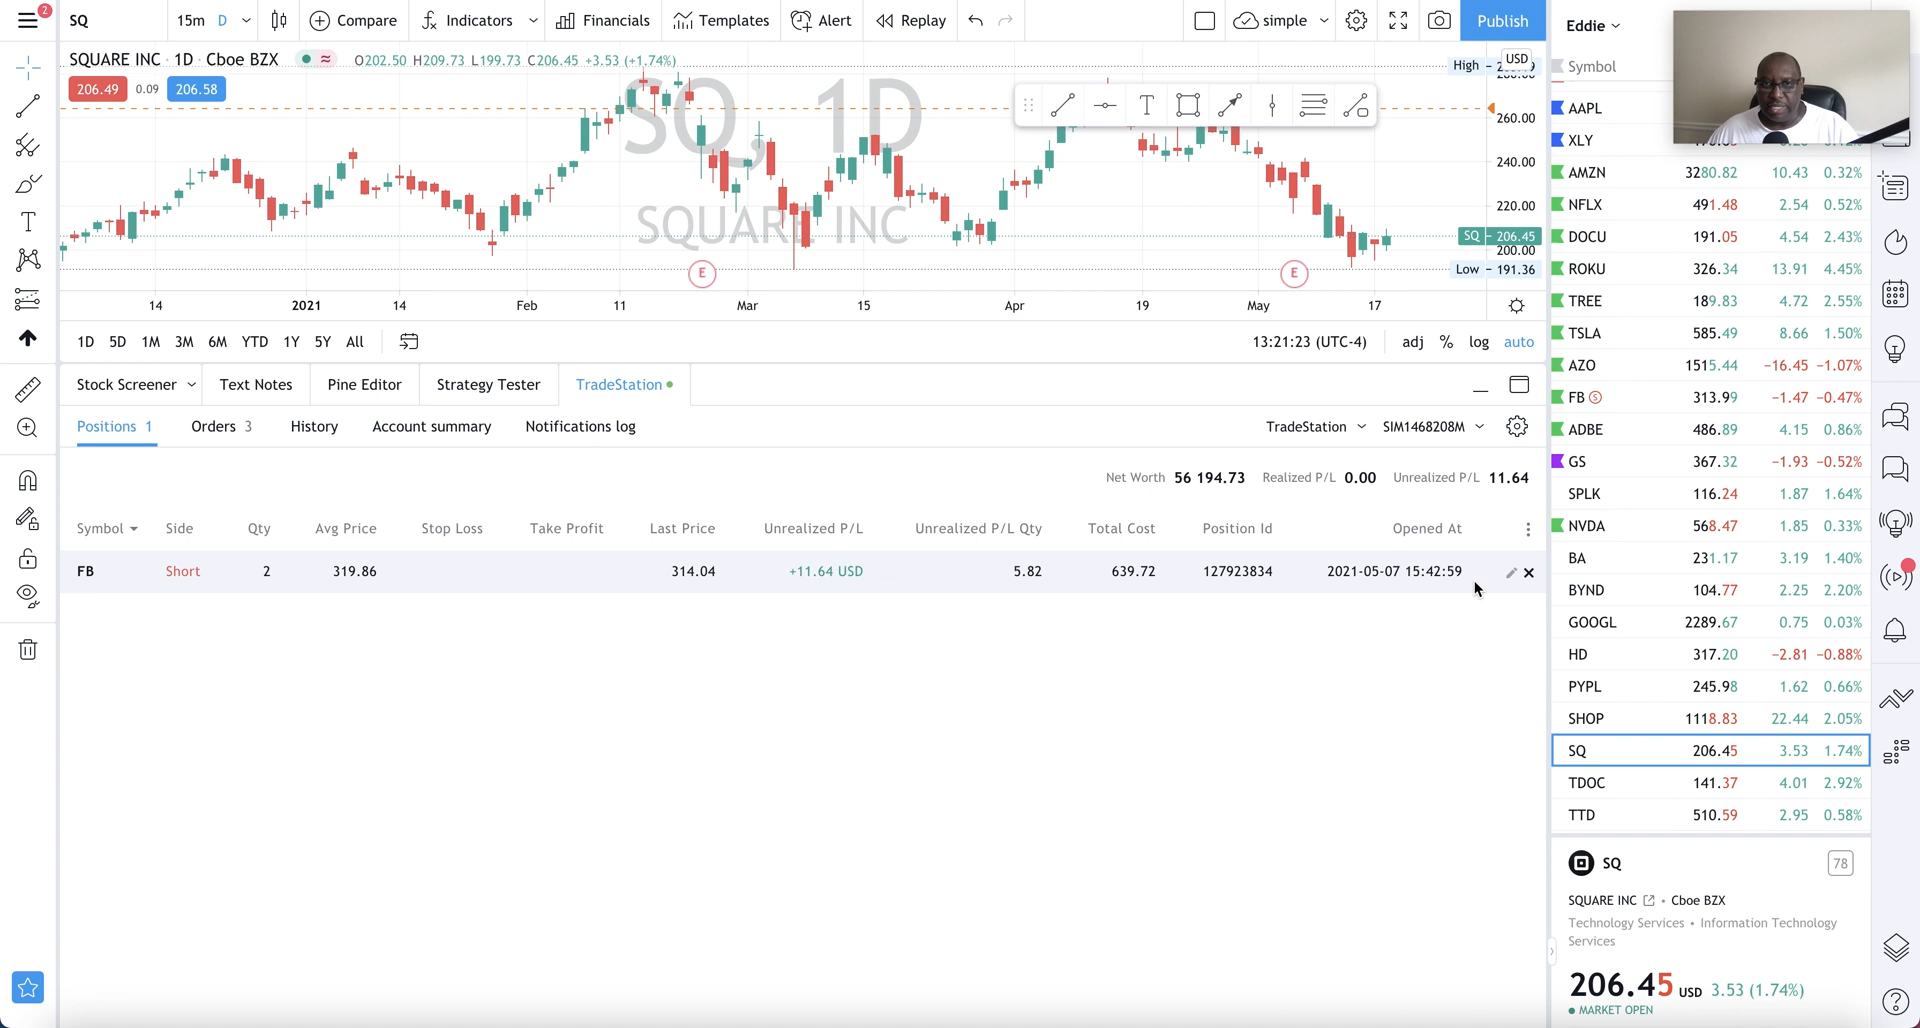 2
SQ
15m D Compare Indicators Financials Templates Alert Replay simple Publish
SQUARE INC · 1D · Cboe BZX O202.50 H209.73 L199.73 C206.45 +3.53 (+1.74%)
206.49 0.09 206.58
SQ, 1D
SQUARE INC
High
USD
260.00
240.00
220.00
SQ 206.45
200.00
Low 191.36
E E
14 2021 14 Feb 11 Mar 15 Apr 19 May 17
1D 5D 1M 3M 6M YTD 1Y 5Y All 13:21:23 (UTC-4) adj % log auto
Stock Screener Text Notes Pine Editor Strategy Tester TradeStation
Positions 1 Orders 3 History Account summary Notifications log TradeStation SIM1468208M
Net Worth 56 194.73 Realized P/L 0.00 Unrealized P/L 11.64
Symbol Side Qty Avg Price Stop Loss Take Profit Last Price Unrealized P/L Unrealized P/L Qty Total Cost Position Id Opened At
FB Short 2 319.86 314.04 +11.64 USD 5.82 639.72 127923834 2021-05-07 15:42:59
Eddie
Symbol
AAPL
XLY
AMZN 3280.82 10.43 0.32%
NFLX 491.48 2.54 0.52%
DOCU 191.05 4.54 2.43%
ROKU 326.34 13.91 4.45%
TREE 189.83 4.72 2.55%
TSLA 585.49 8.66 1.50%
AZO 1515.44 −16.45 −1.07%
FB S 313.99 −1.47 −0.47%
ADBE 486.89 4.15 0.86%
GS 367.32 −1.93 −0.52%
SPLK 116.24 1.87 1.64%
NVDA 568.47 1.85 0.33%
BA 231.17 3.19 1.40%
BYND 104.77 2.25 2.20%
GOOGL 2289.67 0.75 0.03%
HD 317.20 −2.81 −0.88%
PYPL 245.98 1.62 0.66%
SHOP 1118.83 22.44 2.05%
SQ 206.45 3.53 1.74%
TDOC 141.37 4.01 2.92%
TTD 510.59 2.95 0.58%
SQ 78
SQUARE INC • Cboe BZX
Technology Services • Information Technology
Services
206.45 USD 3.53 (1.74%)
MARKET OPEN